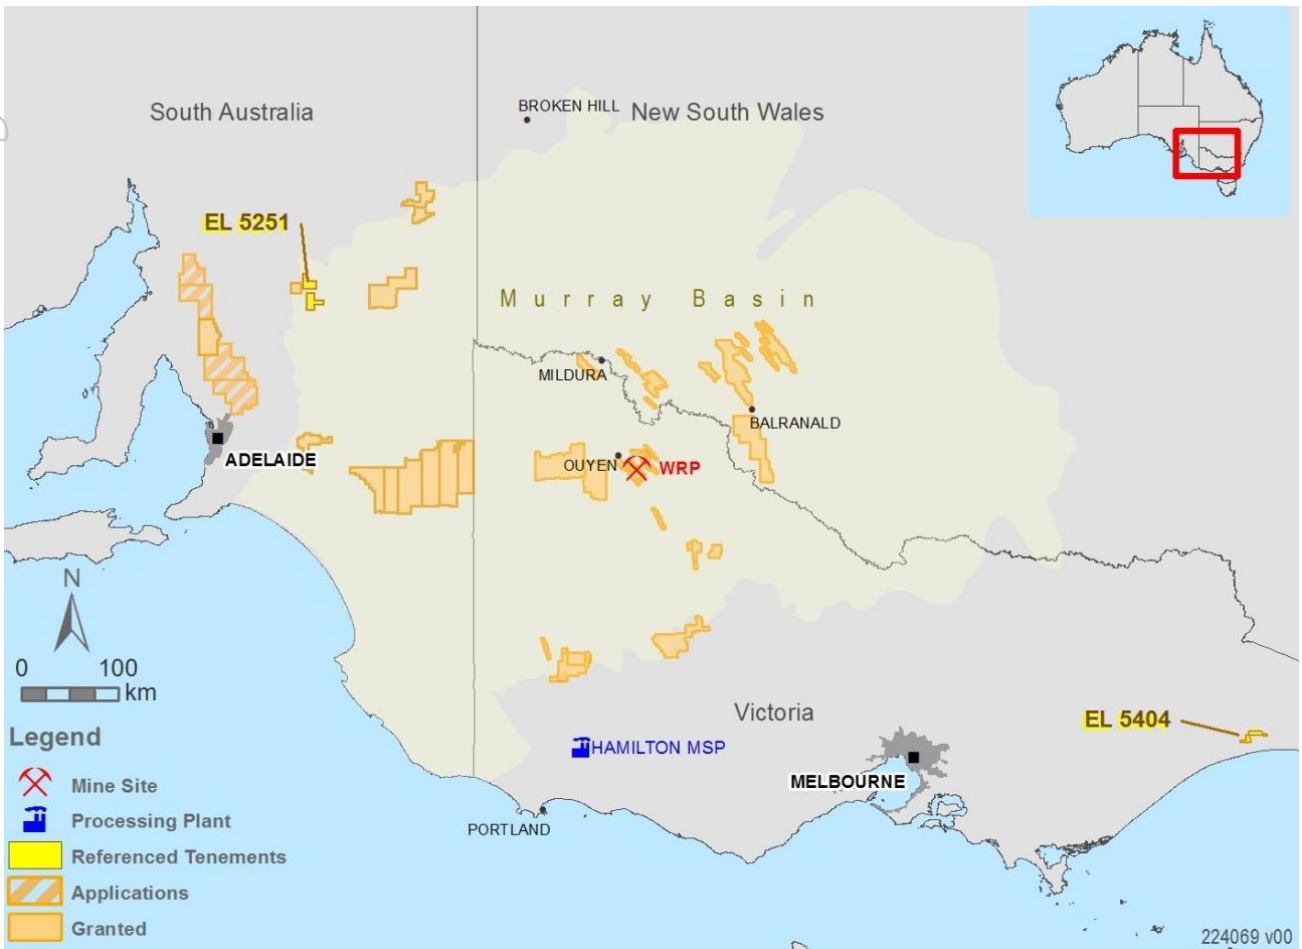 South Australia
BROKEN HILL
New South Wales
EL 5251
Murray Basin
MILDURA
BALRANALD
OUYEN
WRP
ADELAIDE
N
0 100
km
Victoria
EL 5404
HAMILTON MSP
MELBOURNE
PORTLAND
Legend
Mine Site
Processing Plant
Referenced Tenements
Applications
Granted
224069 v00